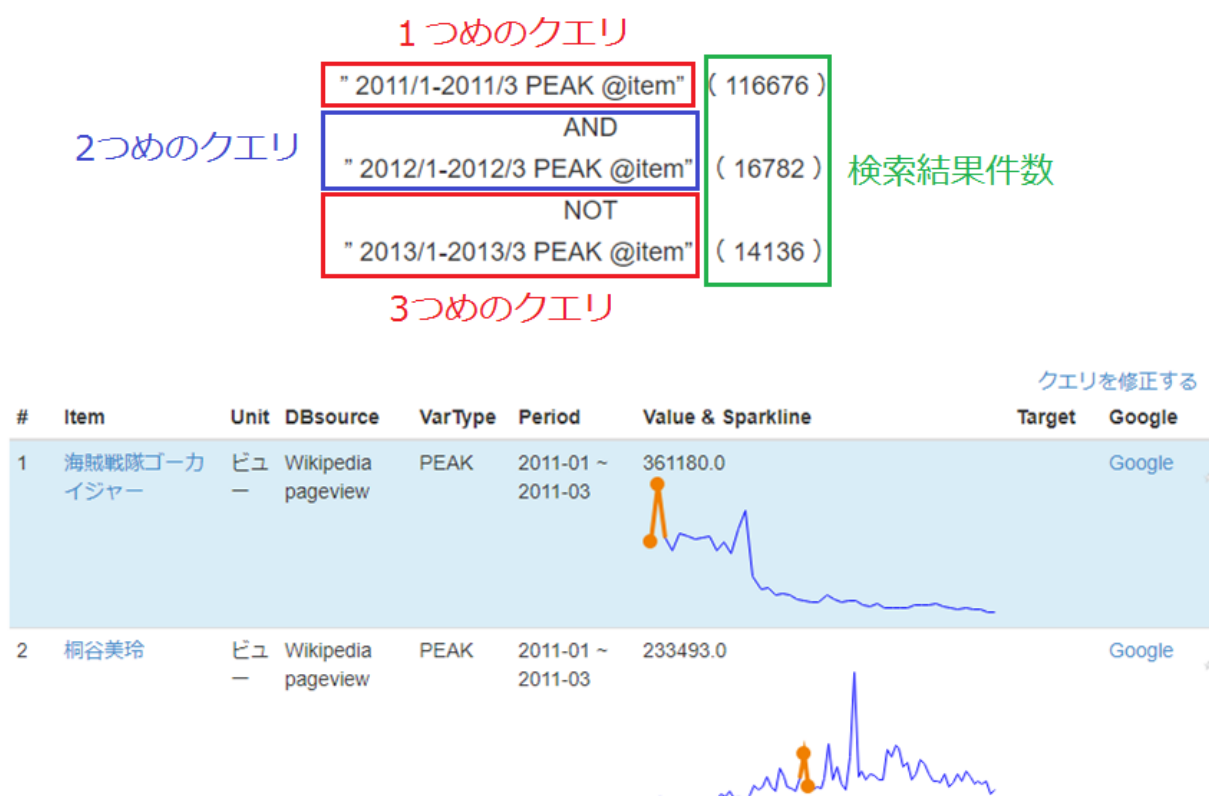 1つめのクエリ
” 2011/1-2011/3 PEAK @item” ( 116676 )
AND
2つめのクエリ
” 2012/1-2012/3 PEAK @item” ( 16782 )
検索結果件数
NOT
” 2013/1-2013/3 PEAK @item” ( 14136 )
3つめのクエリ
クエリを修正する
# Item Unit DBsource VarType Period Value & Sparkline Target Google
1 海賊戦隊ゴーカ ビュ Wikipedia PEAK 2011-01 ~ 361180.0 Google
イジャー ー pageview 2011-03
2 桐谷美玲 ビュ Wikipedia PEAK 2011-01 ~ 233493.0 Google
ー pageview 2011-03